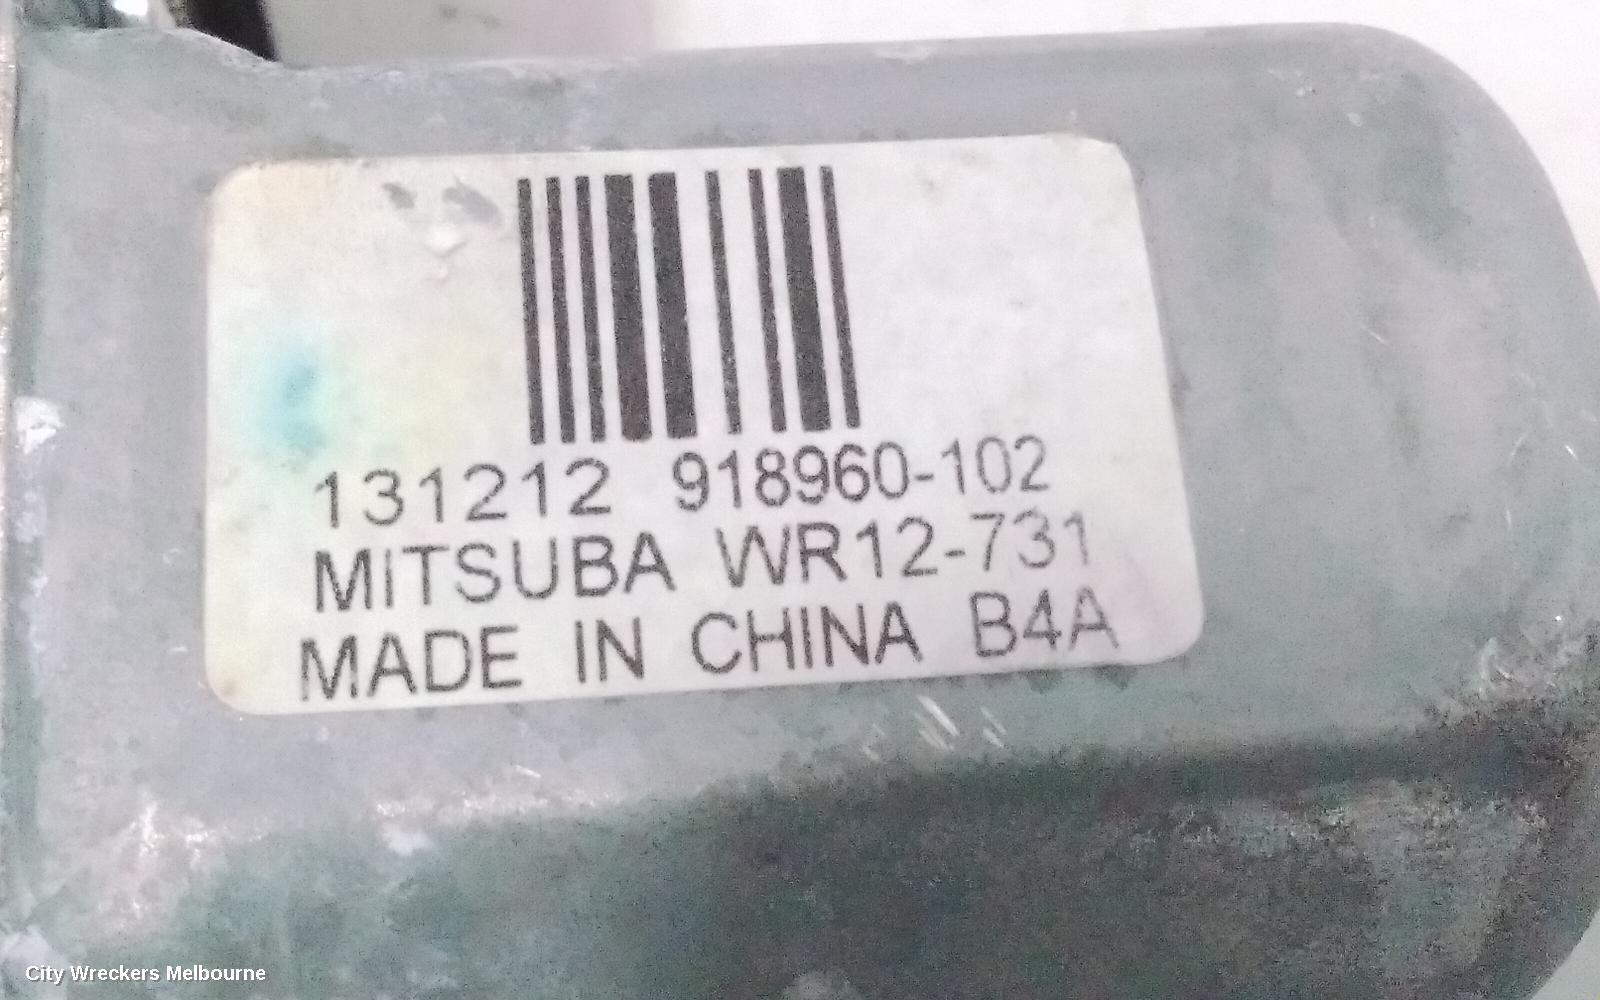 131212 918960-102
MITSUBA WR12-731
MADE IN CHINA B4A
City Wreckers Melbourne